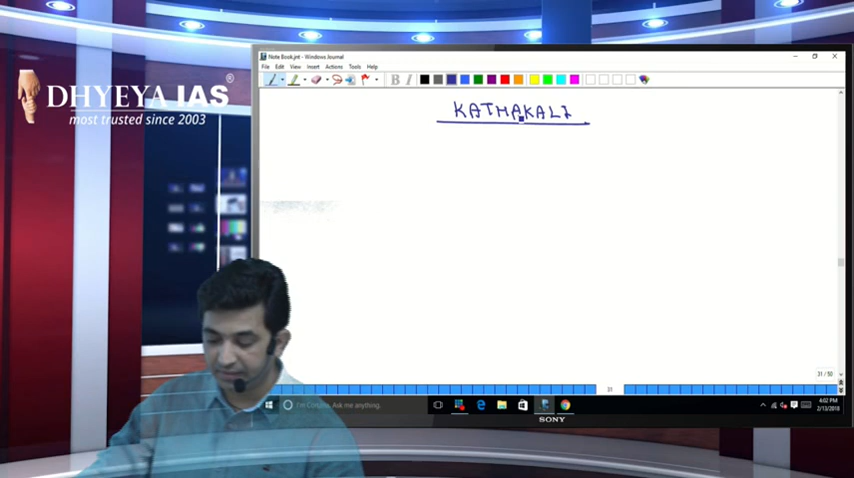 DHYEYA IAS®
most trusted since 2003
Note Book.jnt - Windows Journal
File Edit View Insert Actions Tools Help
B I
KATHAKALI
31 / 50
31
I'm Cortana. Ask me anything.
4:02 PM
2/13/2018
SONY